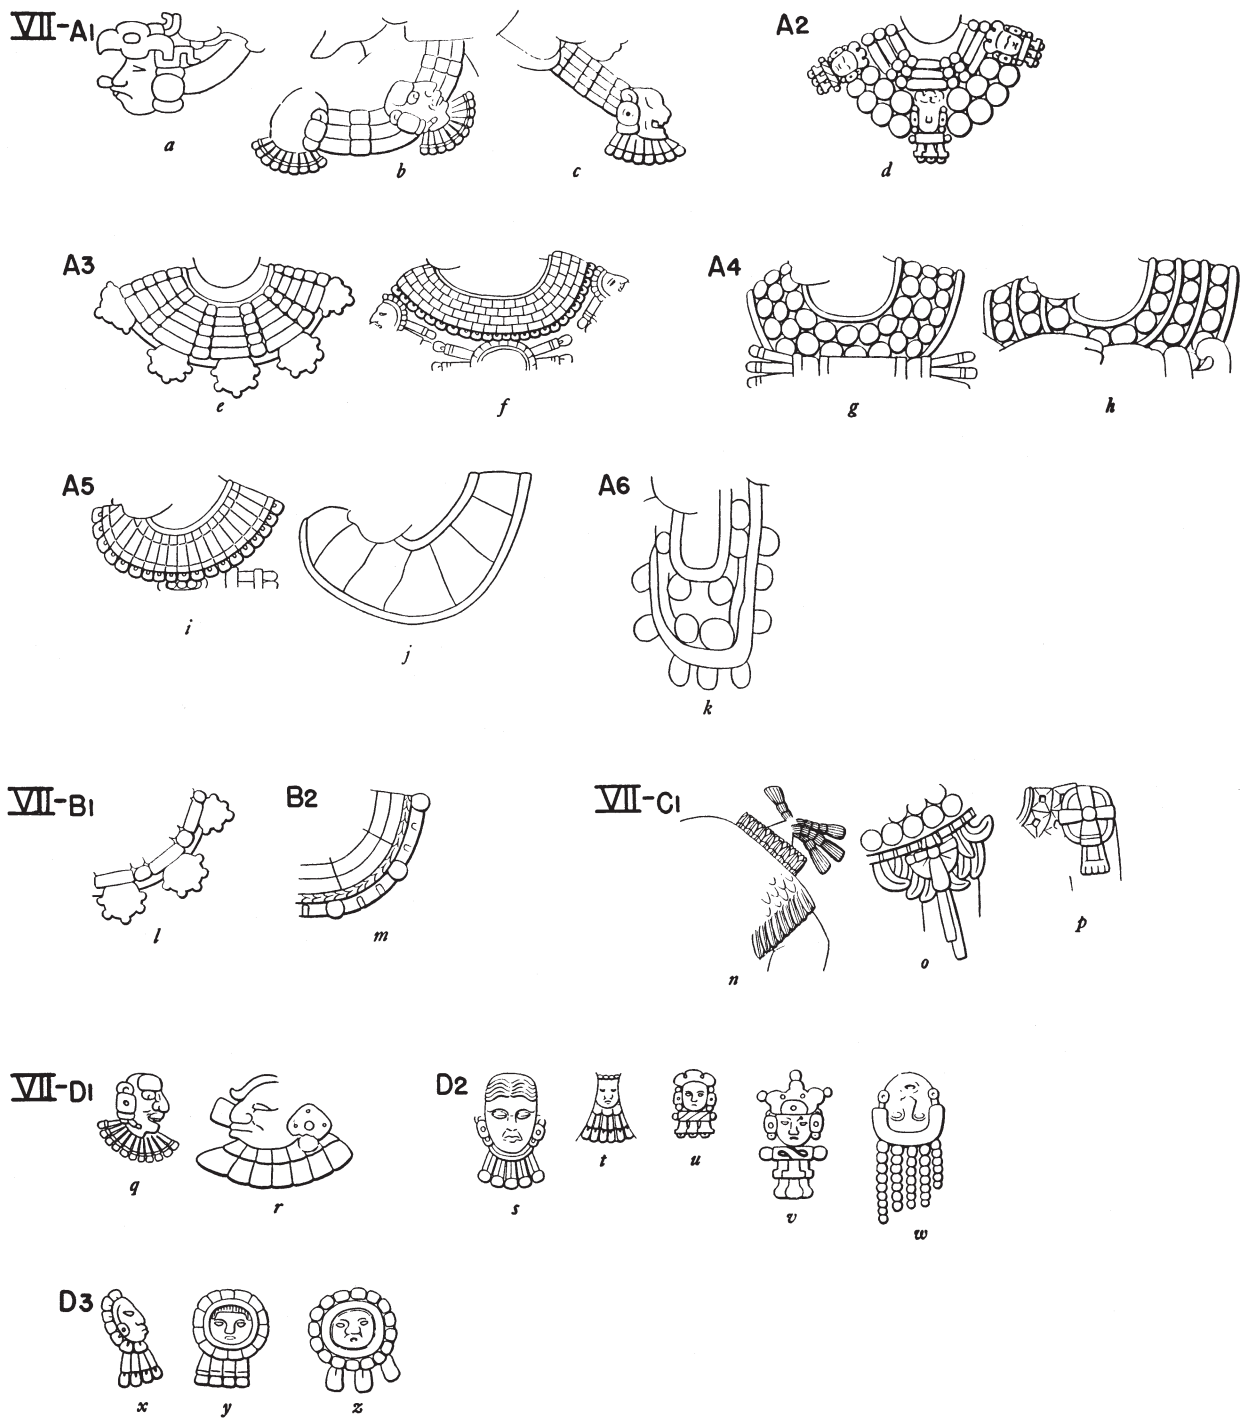 VII-A1 A2
a b c d
A3 A4
e f g h
A5 A6
i j k
VII-B1 B2 VII-C1
l m n o p
VII-D1 D2
q r s t u v w
D3
x y z